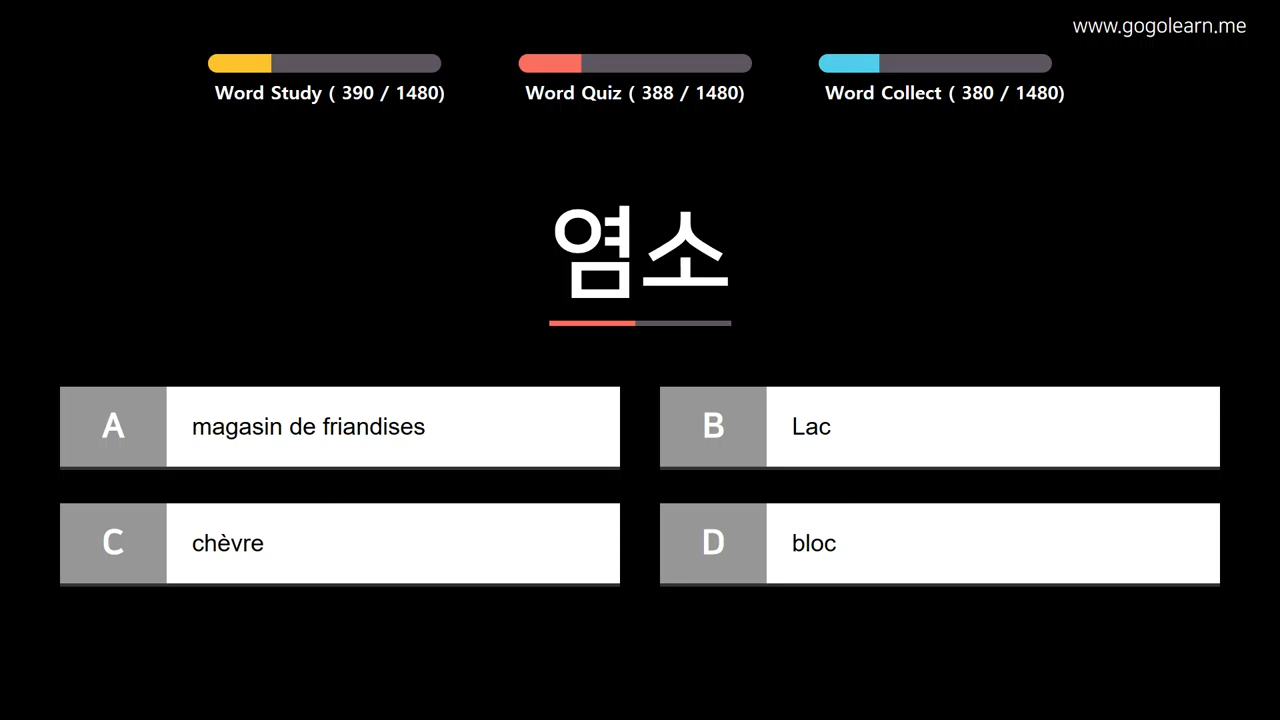 www.gogolearn.me
Word Study ( 390 / 1480)
Word Quiz ( 388 / 1480)
Word Collect ( 380 / 1480)
염소
A
magasin de friandises
B
Lac
C
chèvre
D
bloc